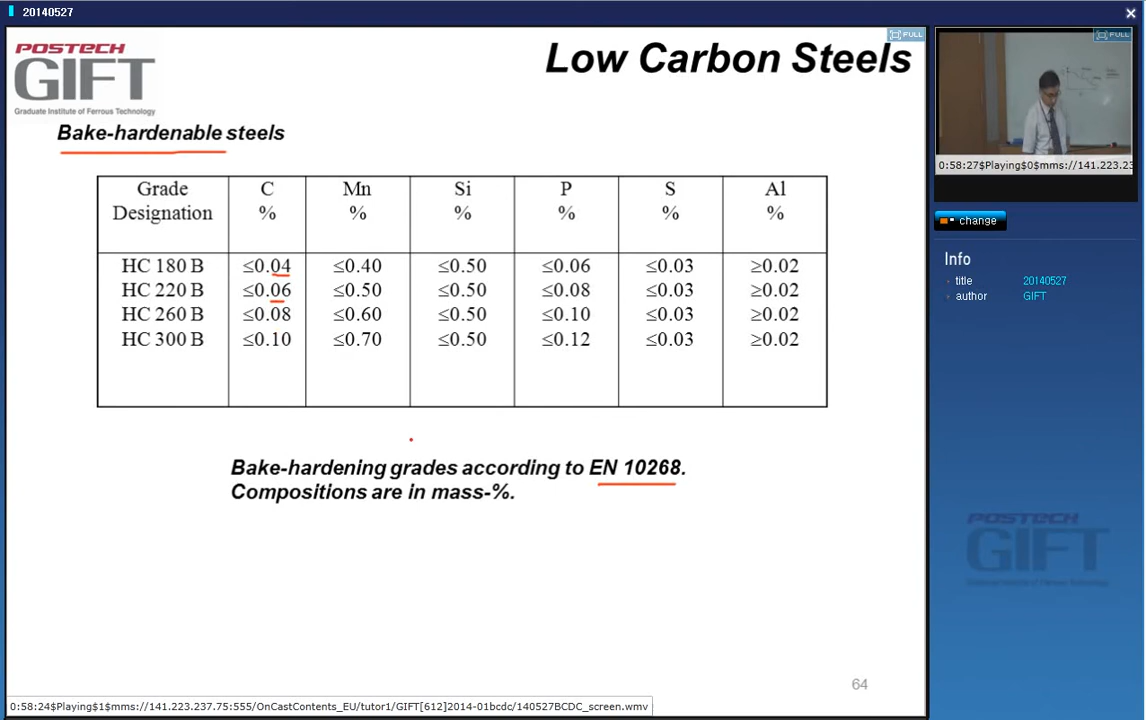 20140527
POSTECH
GIFT
Graduate Institute of Ferrous Technology
Low Carbon Steels
FULL
FULL
Bake-hardenable steels
Grade Designation C % Mn % Si % P % S % Al %
HC 180 B ≤0.04 ≤0.40 ≤0.50 ≤0.06 ≤0.03 ≥0.02
HC 220 B ≤0.06 ≤0.50 ≤0.50 ≤0.08 ≤0.03 ≥0.02
HC 260 B ≤0.08 ≤0.60 ≤0.50 ≤0.10 ≤0.03 ≥0.02
HC 300 B ≤0.10 ≤0.70 ≤0.50 ≤0.12 ≤0.03 ≥0.02
Bake-hardening grades according to EN 10268.
Compositions are in mass-%.
64
0:58:24$Playing$1$mms://141.223.237.75:555/OnCastContents_EU/tutor1/GIFT[612]2014-01bcdc/140527BCDC_screen.wmv
0:58:27$Playing$0$mms://141.223.23
change
Info
title 20140527
author GIFT
POSTECH
GIFT